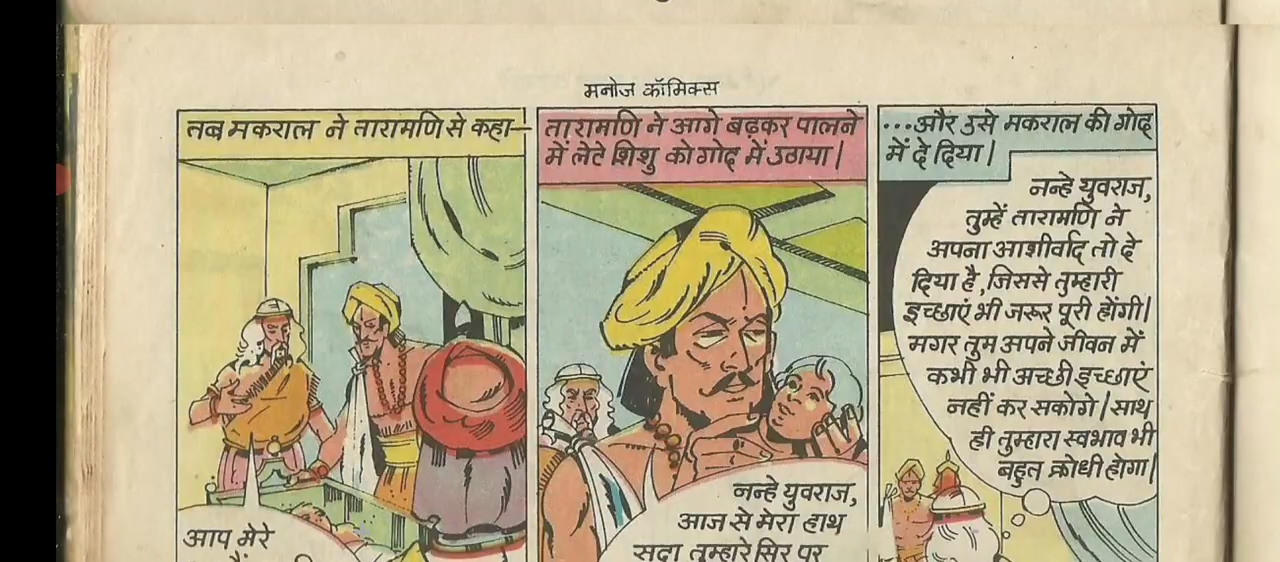 मनोज कॉमिक्स
तब मकराल ने तारामणि से कहा—
आप मेरे
तारामणि ने आगे बढ़कर पालने
में लेटे शिशु को गोद में उठाया।
नन्हे युवराज,
आज से मेरा हाथ
सदा तुम्हारे सिर पर
...और उसे मकराल की गोद
में दे दिया।
नन्हे युवराज,
तुम्हें तारामणि ने
अपना आशीर्वाद तो दे
दिया है, जिससे तुम्हारी
इच्छाएं भी जरूर पूरी होंगी।
मगर तुम अपने जीवन में
कभी भी अच्छी इच्छाएं
नहीं कर सकोगे। साथ
ही तुम्हारा स्वभाव भी
बहुत क्रोधी होगा।